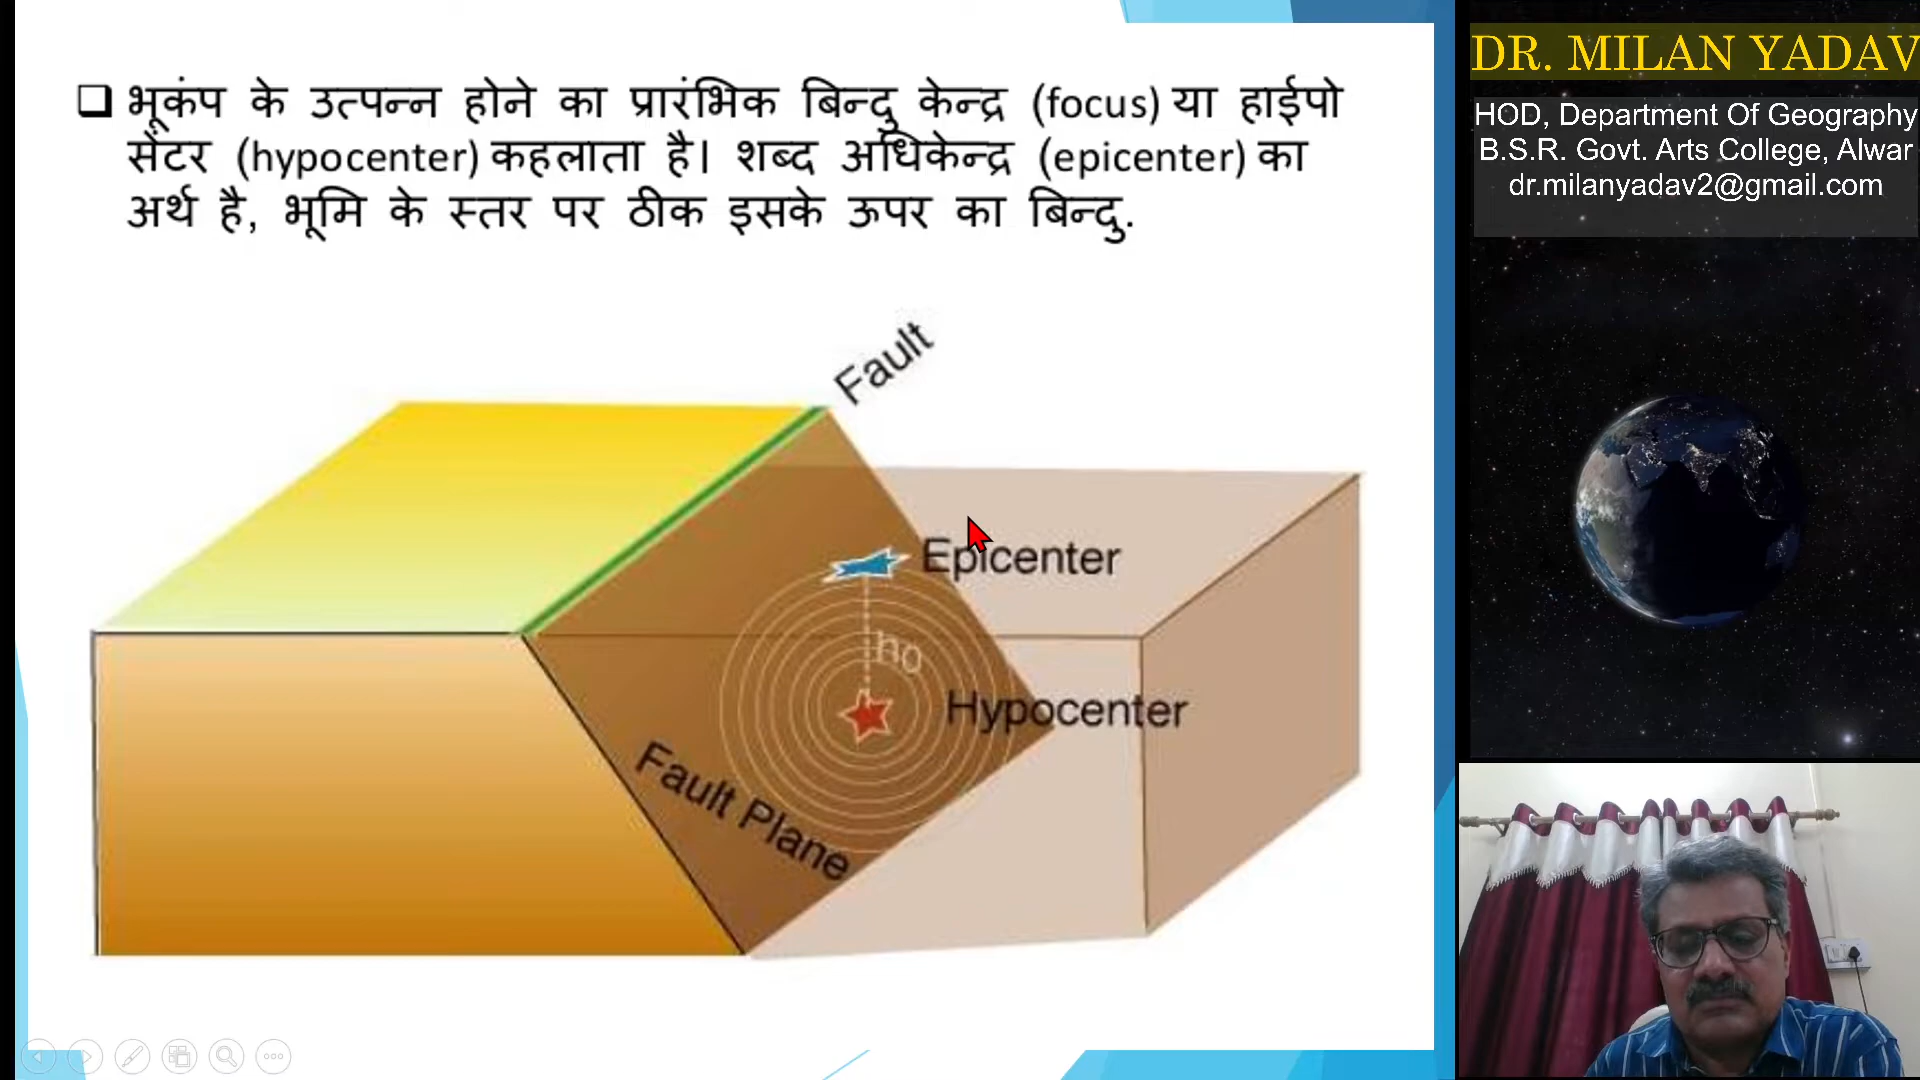 भूकंप के उत्पन्न होने का प्रारंभिक बिन्दु केन्द्र (focus) या हाईपो
सेंटर (hypocenter) कहलाता है। शब्द अधिकेन्द्र (epicenter) का
अर्थ है, भूमि के स्तर पर ठीक इसके ऊपर का बिन्दु.
Fault
Epicenter
h0
Hypocenter
Fault Plane
DR. MILAN YADAV
HOD, Department Of Geography
B.S.R. Govt. Arts College, Alwar
dr.milanyadav2@gmail.com